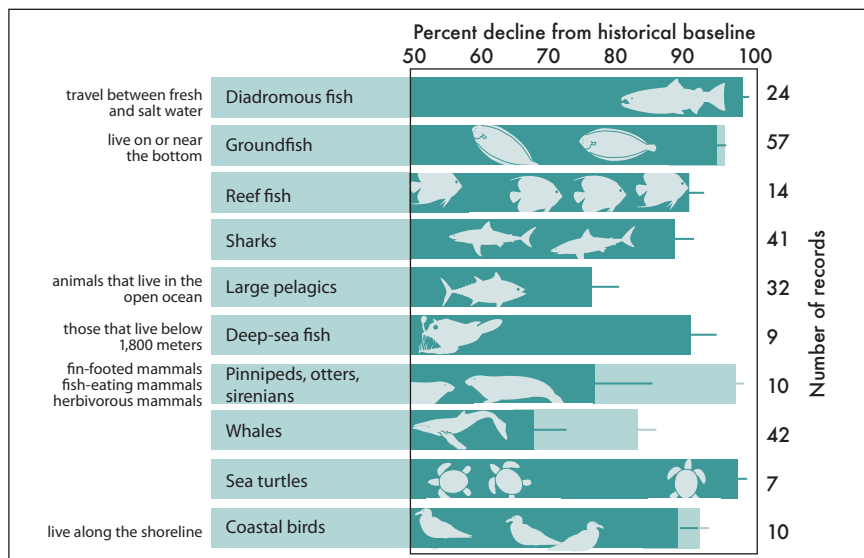 Percent decline from historical baseline
50 60 70 80 90 100
travel between fresh
and salt water
Diadromous fish
24
live on or near
the bottom
Groundfish
57
Reef fish
14
Sharks
41
animals that live in the
open ocean
Large pelagics
32
those that live below
1,800 meters
Deep-sea fish
9
fin-footed mammals
fish-eating mammals
herbivorous mammals
Pinnipeds, otters,
sirenians
10
Whales
42
Sea turtles
7
live along the shoreline
Coastal birds
10
Number of records